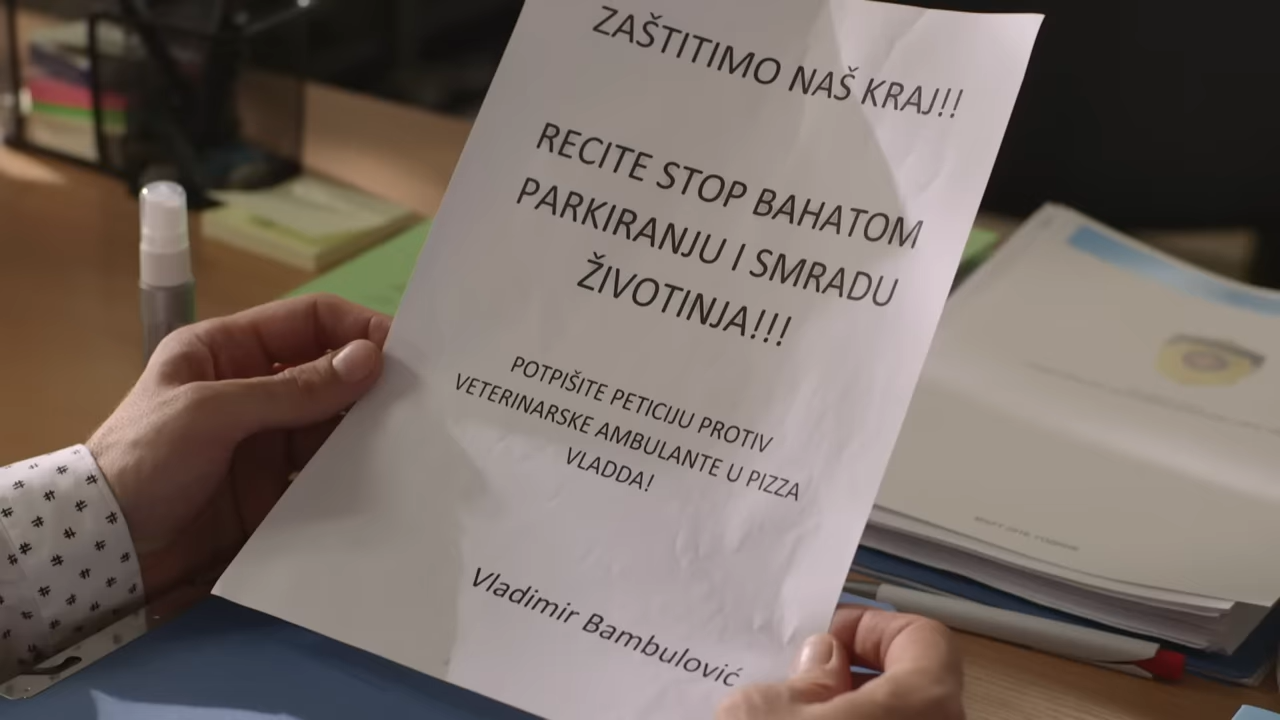 ZAŠTITIMO NAŠ KRAJ!!
RECITE STOP BAHATOM
PARKIRANJU I SMRADU
ŽIVOTINJA!!!
POTPIŠITE PETICIJU PROTIV
VETERINARSKE AMBULANTE U PIZZA
VLADDA!
Vladimir Bambulović